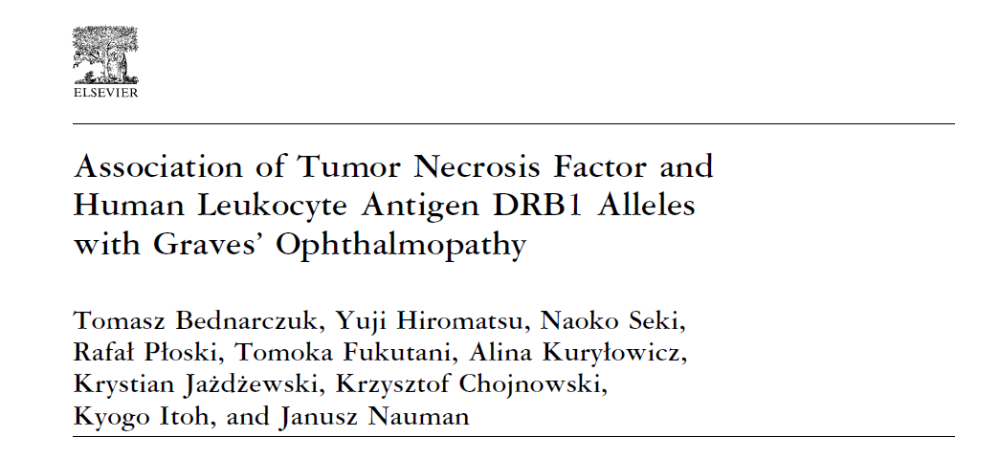 ELSEVIER
Association of Tumor Necrosis Factor and
Human Leukocyte Antigen DRB1 Alleles
with Graves’ Ophthalmopathy
Tomasz Bednarczuk, Yuji Hiromatsu, Naoko Seki,
Rafał Płoski, Tomoka Fukutani, Alina Kuryłowicz,
Krystian Jażdżewski, Krzysztof Chojnowski,
Kyogo Itoh, and Janusz Nauman